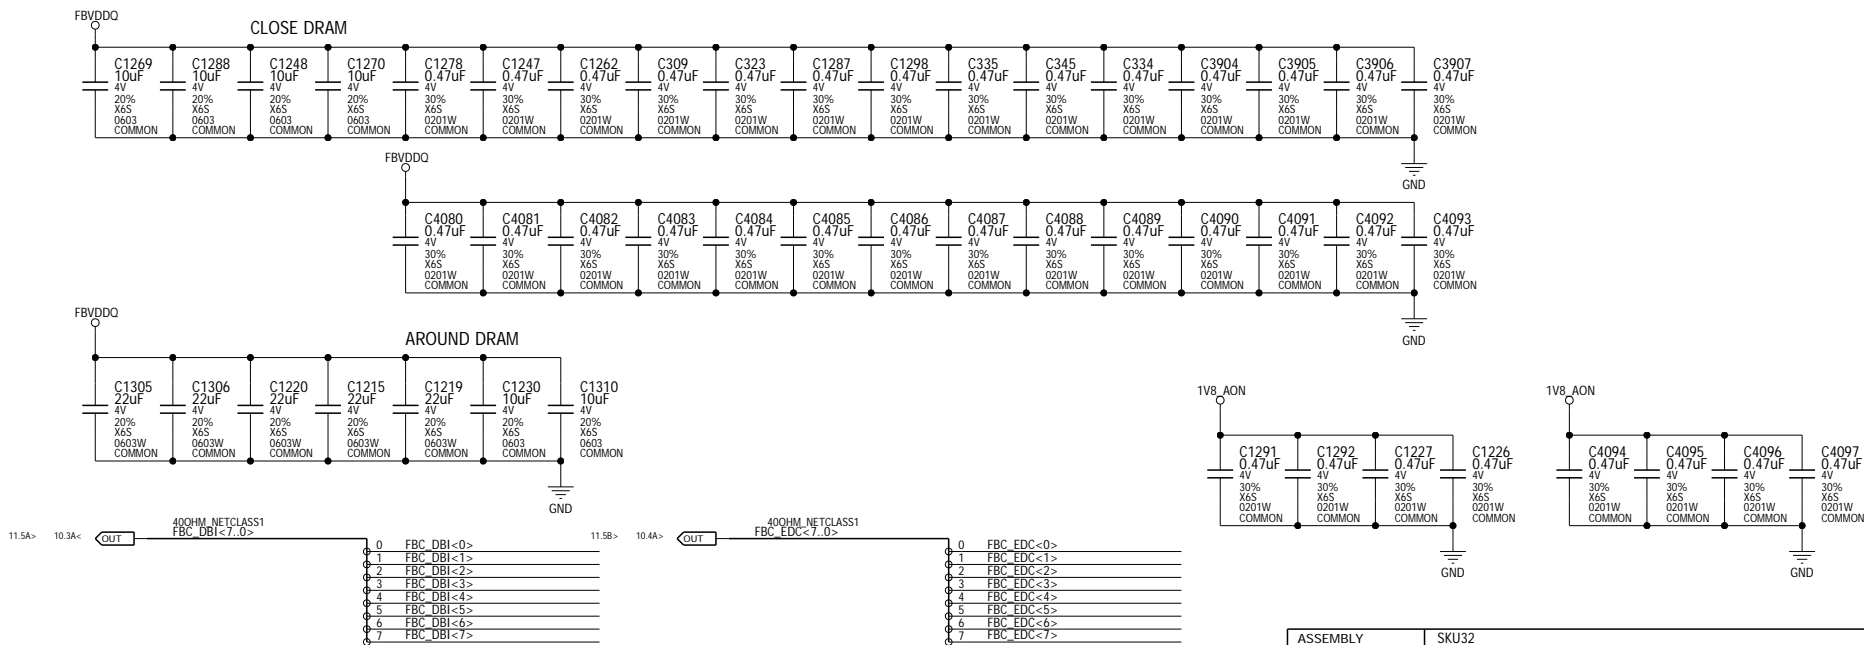 FBVDDQ
CLOSE DRAM
C1269 C1288 C1248 C1270 C1278 C1247 C1262 C309 C323 C1287 C1298 C335 C345 C334 C3904 C3905 C3906 C3907
10uF 10uF 10uF 10uF 0.47uF 0.47uF 0.47uF 0.47uF 0.47uF 0.47uF 0.47uF 0.47uF 0.47uF 0.47uF 0.47uF 0.47uF 0.47uF 0.47uF
4V 4V 4V 4V 4V 4V 4V 4V 4V 4V 4V 4V 4V 4V 4V 4V 4V 4V
20% 20% 20% 20% 30% 30% 30% 30% 30% 30% 30% 30% 30% 30% 30% 30% 30% 30%
X6S X6S X6S X6S X6S X6S X6S X6S X6S X6S X6S X6S X6S X6S X6S X6S X6S X6S
0603 0603 0603 0603 0201W 0201W 0201W 0201W 0201W 0201W 0201W 0201W 0201W 0201W 0201W 0201W 0201W 0201W
COMMON COMMON COMMON COMMON COMMON COMMON COMMON COMMON COMMON COMMON COMMON COMMON COMMON COMMON COMMON COMMON COMMON COMMON
FBVDDQ
GND
C4080 C4081 C4082 C4083 C4084 C4085 C4086 C4087 C4088 C4089 C4090 C4091 C4092 C4093
0.47uF 0.47uF 0.47uF 0.47uF 0.47uF 0.47uF 0.47uF 0.47uF 0.47uF 0.47uF 0.47uF 0.47uF 0.47uF 0.47uF
4V 4V 4V 4V 4V 4V 4V 4V 4V 4V 4V 4V 4V 4V
30% 30% 30% 30% 30% 30% 30% 30% 30% 30% 30% 30% 30% 30%
X6S X6S X6S X6S X6S X6S X6S X6S X6S X6S X6S X6S X6S X6S
0201W 0201W 0201W 0201W 0201W 0201W 0201W 0201W 0201W 0201W 0201W 0201W 0201W 0201W
COMMON COMMON COMMON COMMON COMMON COMMON COMMON COMMON COMMON COMMON COMMON COMMON COMMON COMMON
GND
FBVDDQ
AROUND DRAM
C1305 C1306 C1220 C1215 C1219 C1230 C1310
22uF 22uF 22uF 22uF 22uF 10uF 10uF
4V 4V 4V 4V 4V 4V 4V
20% 20% 20% 20% 20% 20% 20%
X6S X6S X6S X6S X6S X6S X6S
0603W 0603W 0603W 0603W 0603W 0603 0603
COMMON COMMON COMMON COMMON COMMON COMMON COMMON
GND
1V8_AON 1V8_AON
C1291 C1292 C1227 C1226 C4094 C4095 C4096 C4097
0.47uF 0.47uF 0.47uF 0.47uF 0.47uF 0.47uF 0.47uF 0.47uF
4V 4V 4V 4V 4V 4V 4V 4V
30% 30% 30% 30% 30% 30% 30% 30%
X6S X6S X6S X6S X6S X6S X6S X6S
0201W 0201W 0201W 0201W 0201W 0201W 0201W 0201W
COMMON COMMON COMMON COMMON COMMON COMMON COMMON COMMON
GND GND
40OHM_NETCLASS1
11.5A> 10.3A< OUT FBC_DBI<7..0>
0 FBC_DBI<0>
1 FBC_DBI<1>
2 FBC_DBI<2>
3 FBC_DBI<3>
4 FBC_DBI<4>
5 FBC_DBI<5>
6 FBC_DBI<6>
7 FBC_DBI<7>
40OHM_NETCLASS1
11.5B> 10.4A> OUT FBC_EDC<7..0>
0 FBC_EDC<0>
1 FBC_EDC<1>
2 FBC_EDC<2>
3 FBC_EDC<3>
4 FBC_EDC<4>
5 FBC_EDC<5>
6 FBC_EDC<6>
7 FBC_EDC<7>
ASSEMBLY SKU32